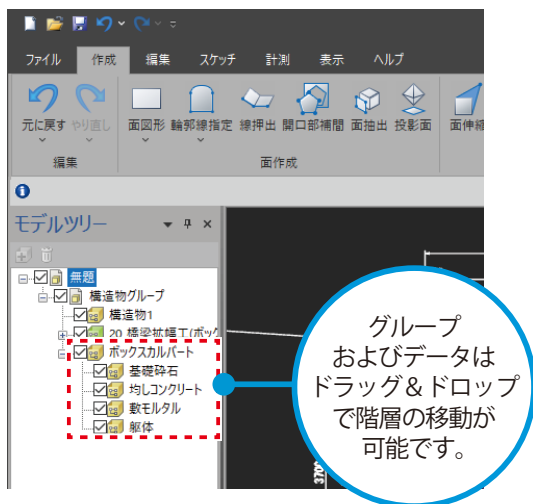 ファイル 作成 編集 スケッチ 計測 表示 ヘルプ
元に戻す やり直し 面図形 輪郭線指定 線押出 開口部補間 面抽出 投影面 面伸縮
編集 面作成
モデルツリー
無題
構造物グループ
構造物1
20 橋梁拡幅工(ボック
ボックスカルバート
基礎砕石
均しコンクリート
敷モルタル
躯体
グループ
およびデータは
ドラッグ&ドロップ
で階層の移動が
可能です。
3700